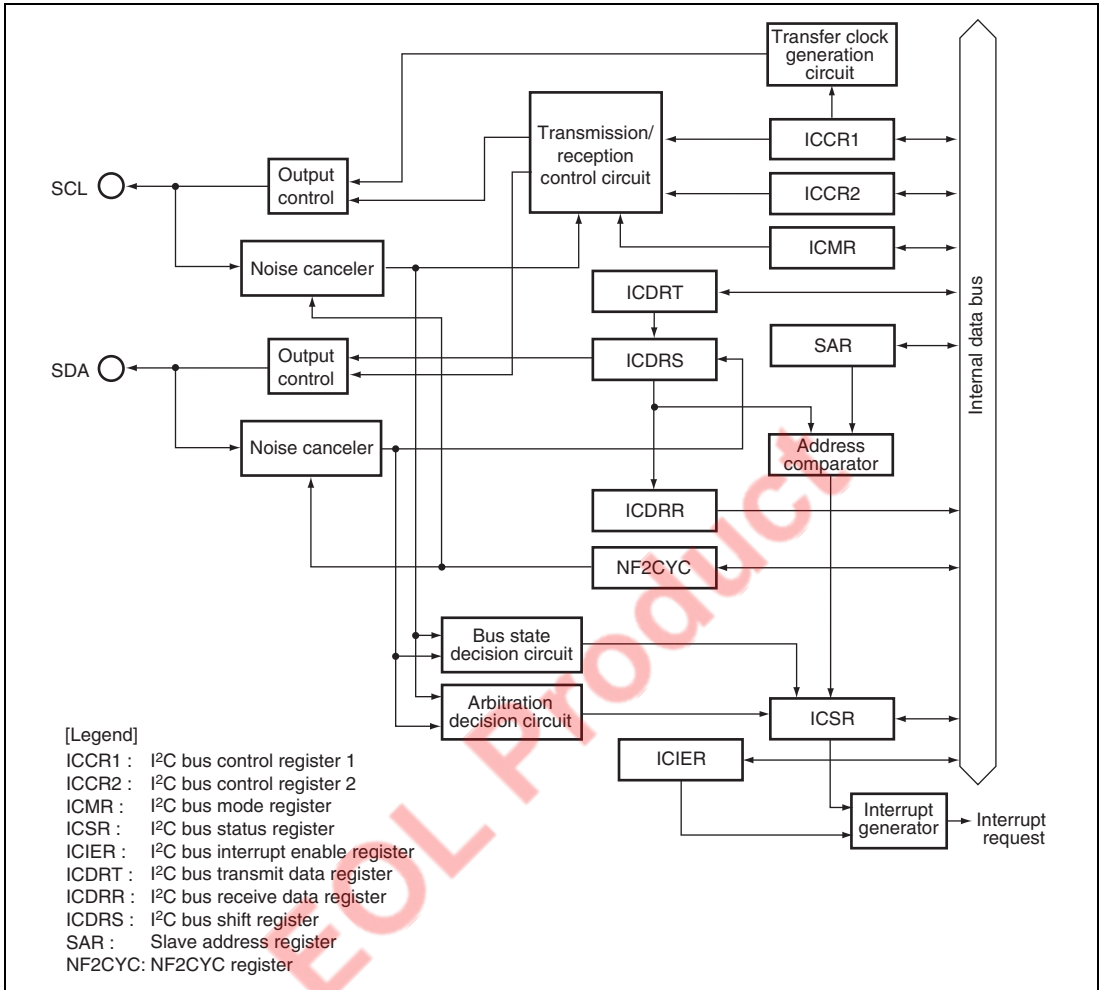 Transfer clock
generation
circuit
Transmission/
reception
control circuit
ICCR1
SCL
Output
control
ICCR2
ICMR
Noise canceler
ICDRT
Internal data bus
SDA
Output
control
ICDRS
SAR
Noise canceler
Address
comparator
ICDRR
NF2CYC
Bus state
decision circuit
Arbitration
decision circuit
ICSR
ICIER
Interrupt
generator
Interrupt
request
[Legend]
ICCR1 : I²C bus control register 1
ICCR2 : I²C bus control register 2
ICMR : I²C bus mode register
ICSR : I²C bus status register
ICIER : I²C bus interrupt enable register
ICDRT : I²C bus transmit data register
ICDRR : I²C bus receive data register
ICDRS : I²C bus shift register
SAR : Slave address register
NF2CYC: NF2CYC register
EOL Product